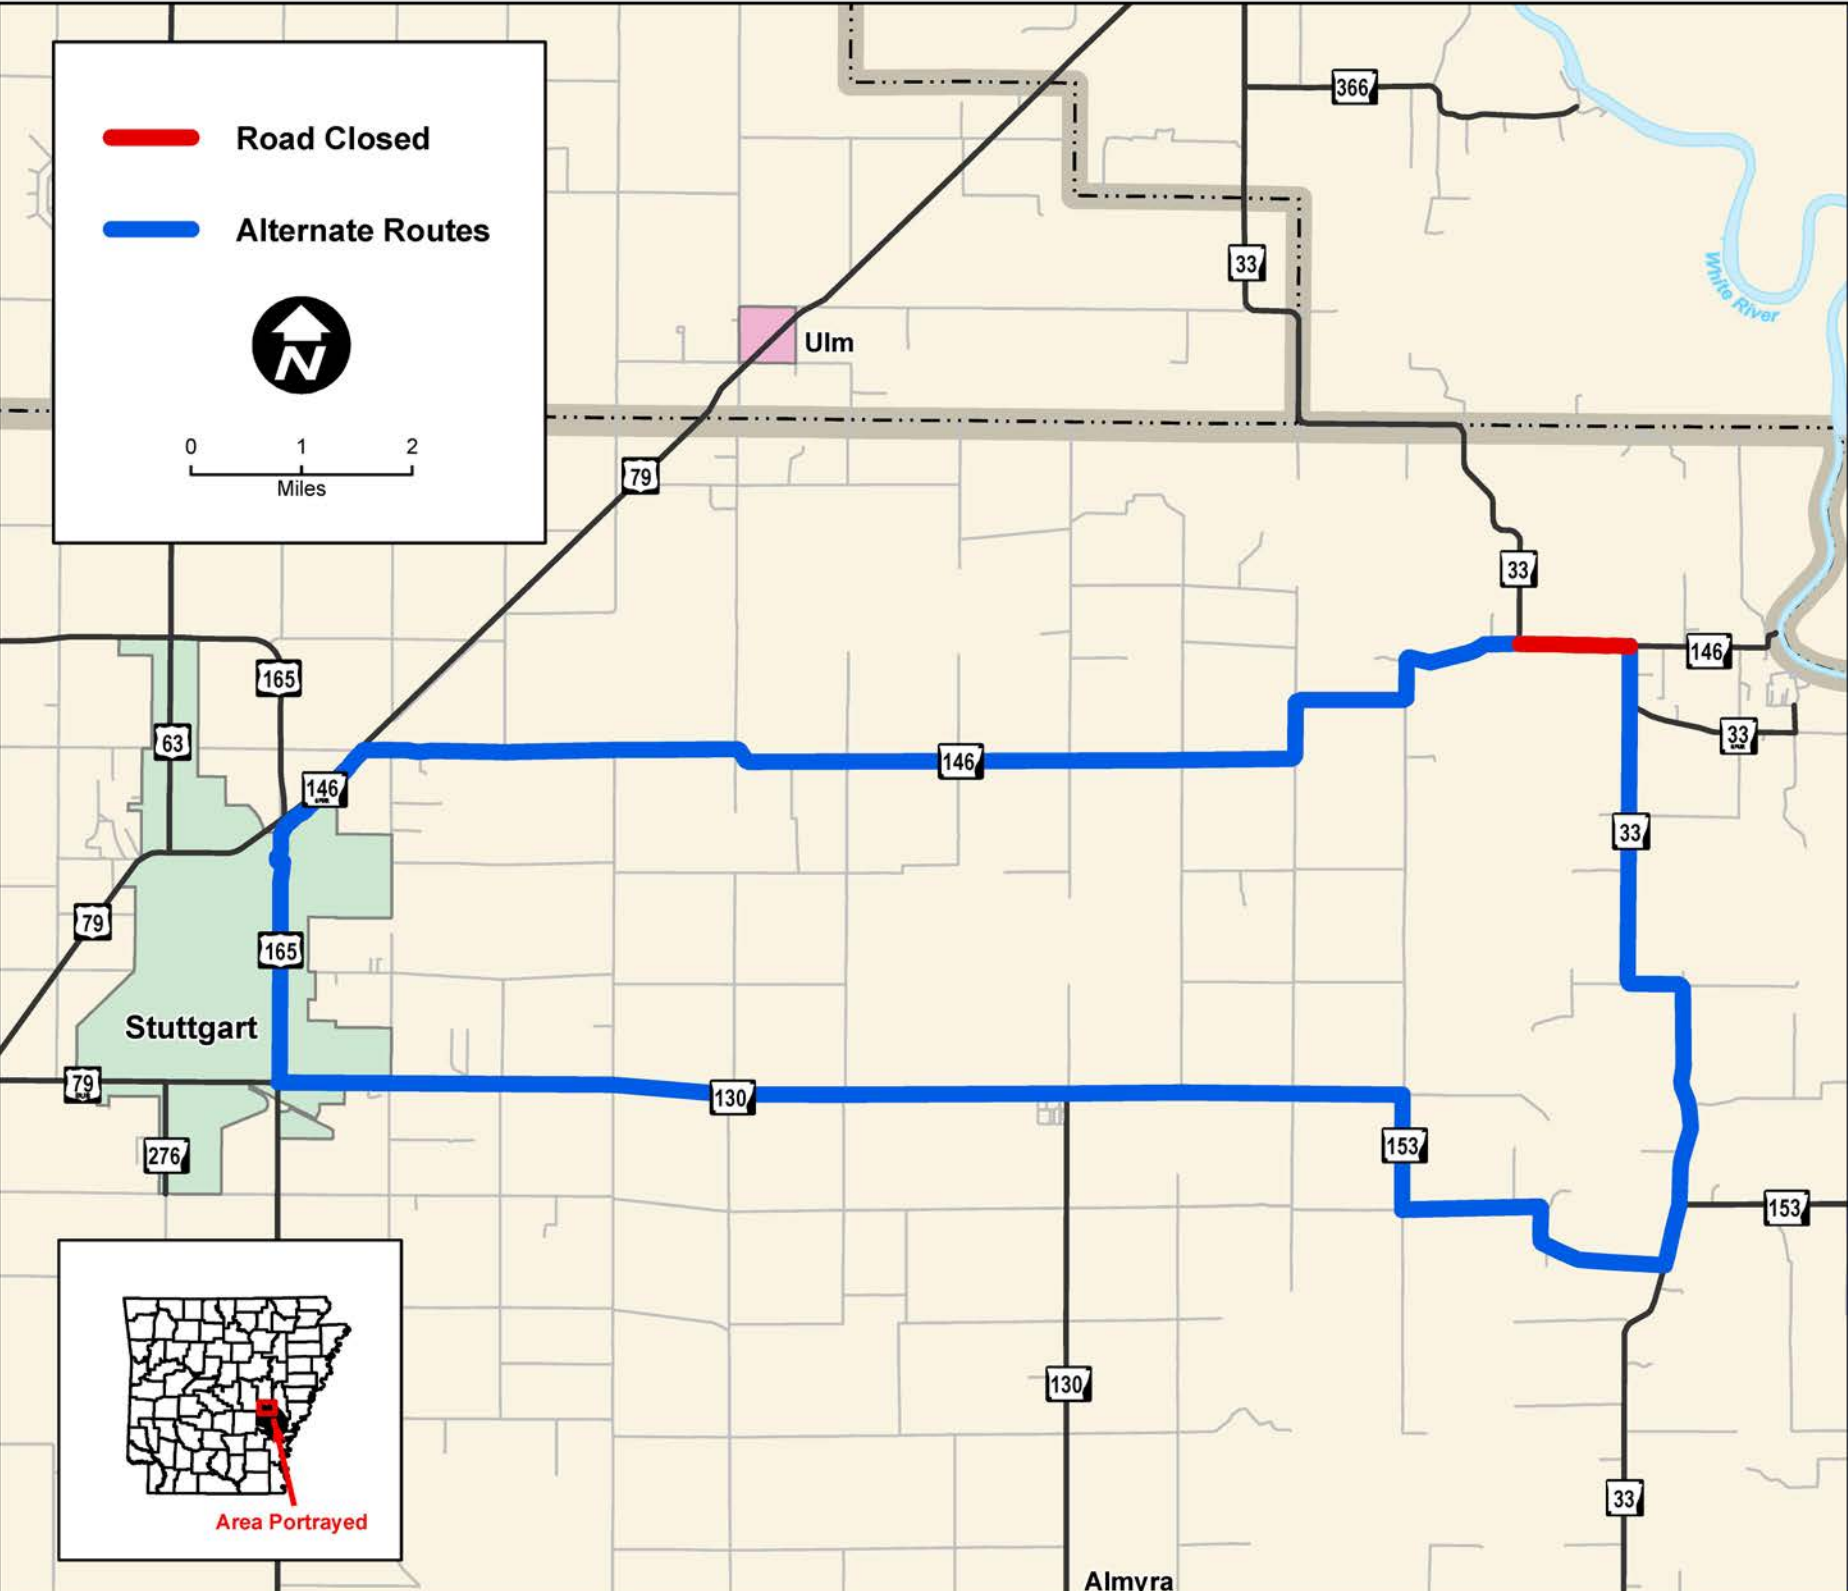 Road Closed
Alternate Routes
N
0 1 2
Miles
366
33
White River
Ulm
79
33
165
146
63
33
146
146
33
79
165
Stuttgart
79
130
153
276
153
130
33
Area Portrayed
Almyra